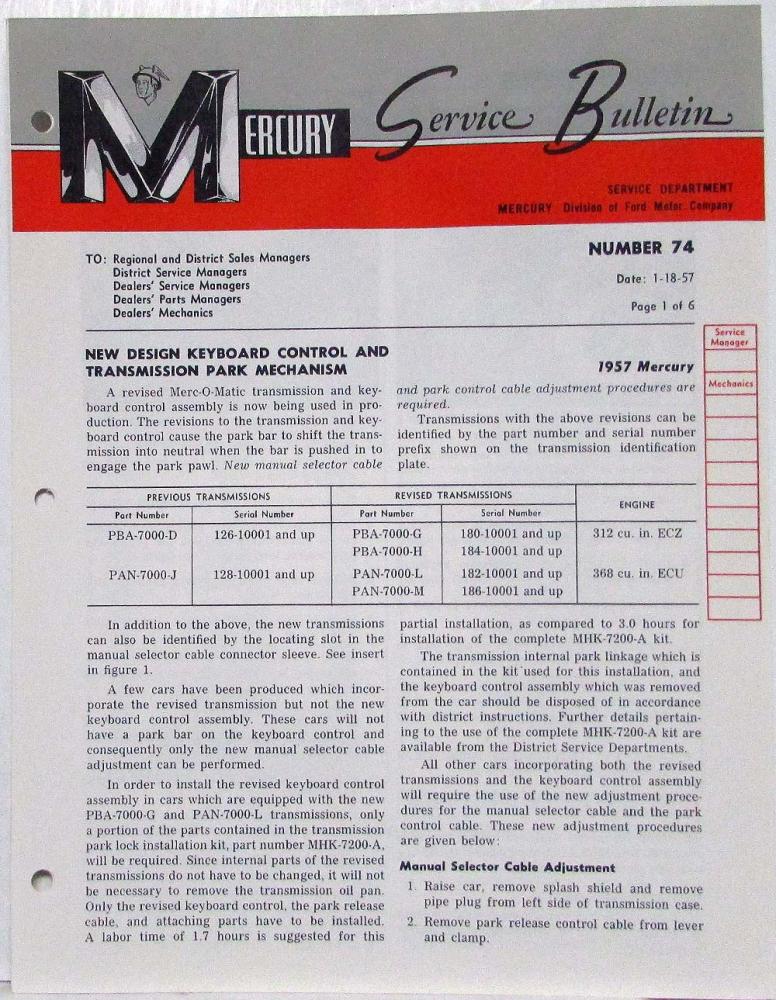 MERCURY Service Bulletin
SERVICE DEPARTMENT
MERCURY Division of Ford Motor Company
TO: Regional and District Sales Managers
District Service Managers
Dealers' Service Managers
Dealers' Parts Managers
Dealers' Mechanics
NUMBER 74
Date: 1-18-57
Page 1 of 6
Service
Manager
Mechanics
NEW DESIGN KEYBOARD CONTROL AND
TRANSMISSION PARK MECHANISM
1957 Mercury
A revised Merc-O-Matic transmission and key-
board control assembly is now being used in pro-
duction. The revisions to the transmission and key-
board control cause the park bar to shift the trans-
mission into neutral when the bar is pushed in to
engage the park pawl. New manual selector cable
and park control cable adjustment procedures are
required.
Transmissions with the above revisions can be
identified by the part number and serial number
prefix shown on the transmission identification
plate.
PREVIOUS TRANSMISSIONS REVISED TRANSMISSIONS ENGINE
Part Number Serial Number Part Number Serial Number
PBA-7000-D 126-10001 and up PBA-7000-G 180-10001 and up 312 cu. in. ECZ
PBA-7000-H 184-10001 and up
PAN-7000-J 128-10001 and up PAN-7000-L 182-10001 and up 368 cu. in. ECU
PAN-7000-M 186-10001 and up
In addition to the above, the new transmissions
can also be identified by the locating slot in the
manual selector cable connector sleeve. See insert
in figure 1.
A few cars have been produced which incor-
porate the revised transmission but not the new
keyboard control assembly. These cars will not
have a park bar on the keyboard control and
consequently only the new manual selector cable
adjustment can be performed.
In order to install the revised keyboard control
assembly in cars which are equipped with the new
PBA-7000-G and PAN-7000-L transmissions, only
a portion of the parts contained in the transmission
park lock installation kit, part number MHK-7200-A,
will be required. Since internal parts of the revised
transmissions do not have to be changed, it will not
be necessary to remove the transmission oil pan.
Only the revised keyboard control, the park release
cable, and attaching parts have to be installed.
A labor time of 1.7 hours is suggested for this
partial installation, as compared to 3.0 hours for
installation of the complete MHK-7200-A kit.
The transmission internal park linkage which is
contained in the kit used for this installation, and
the keyboard control assembly which was removed
from the car should be disposed of in accordance
with district instructions. Further details pertain-
ing to the use of the complete MHK-7200-A kit are
available from the District Service Departments.
All other cars incorporating both the revised
transmissions and the keyboard control assembly
will require the use of the new adjustment proce-
dures for the manual selector cable and the park
control cable. These new adjustment procedures
are given below:
Manual Selector Cable Adjustment
1. Raise car, remove splash shield and remove
pipe plug from left side of transmission case.
2. Remove park release control cable from lever
and clamp.